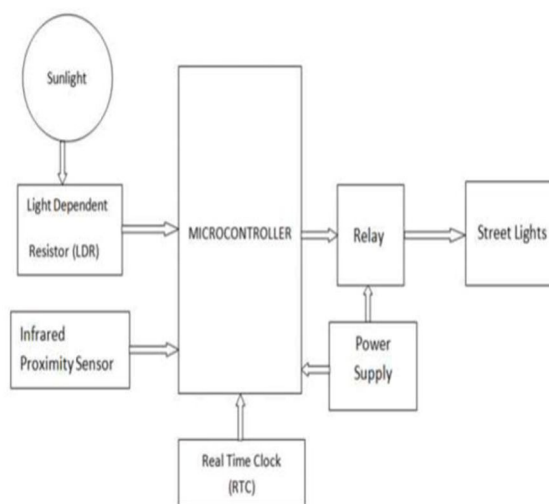 Sunlight
Light Dependent
Resistor (LDR)
MICROCONTROLLER
Relay
Street Lights
Infrared
Proximity Sensor
Power
Supply
Real Time Clock
(RTC)